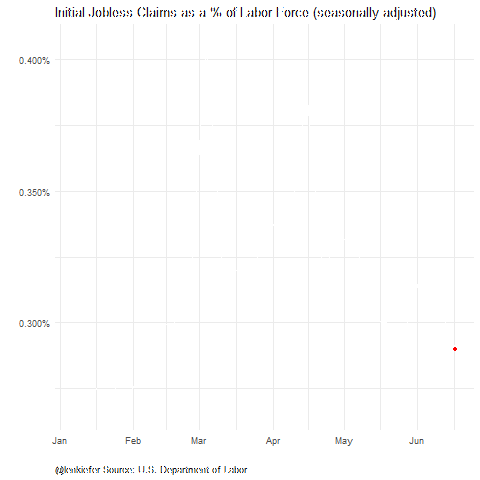 Initial Jobless Claims as a % of Labor Force (seasonally adjusted)
0.400%
0.350%
0.300%
Jan Feb Mar Apr May Jun
@lenkiefer Source: U.S. Department of Labor